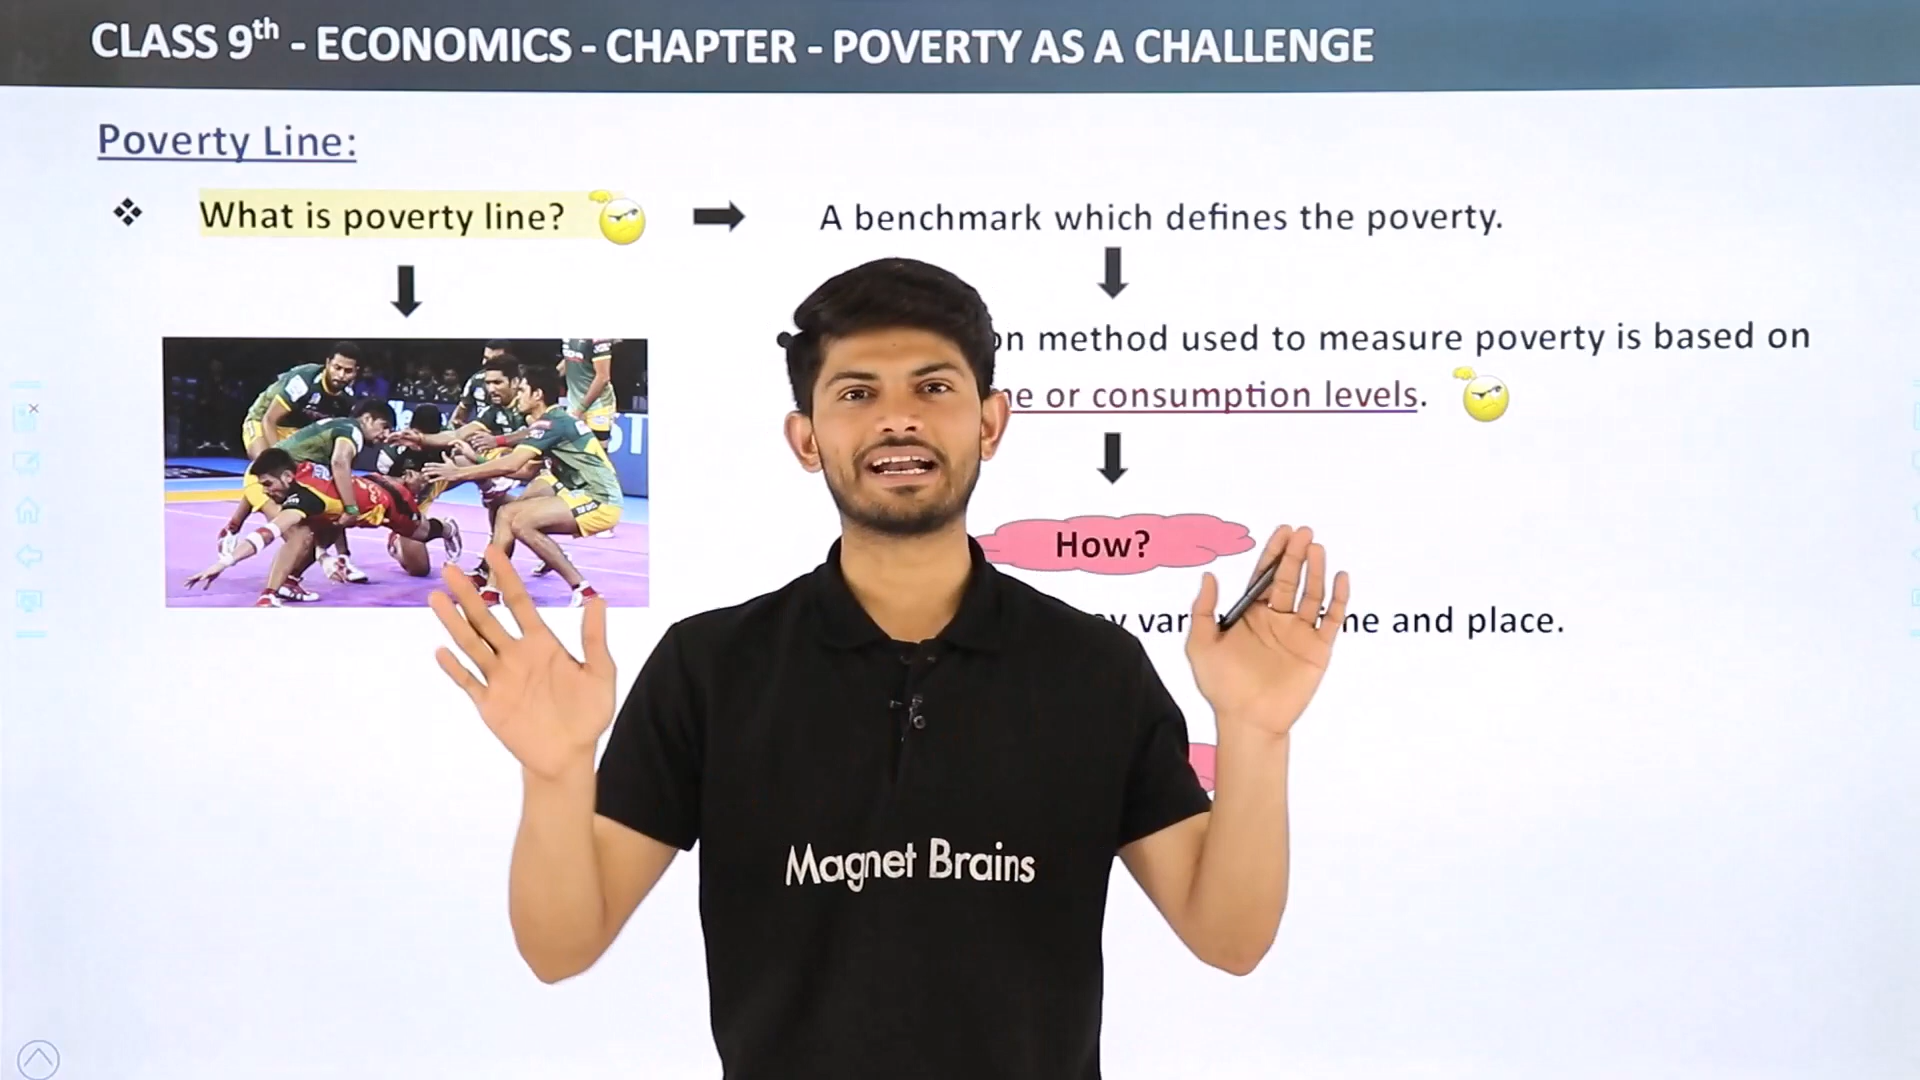 CLASS 9th - ECONOMICS - CHAPTER - POVERTY AS A CHALLENGE
Poverty Line:
What is poverty line?
A benchmark which defines the poverty.
method used to measure poverty is based on
or consumption levels.
How?
and place.
Magnet Brains